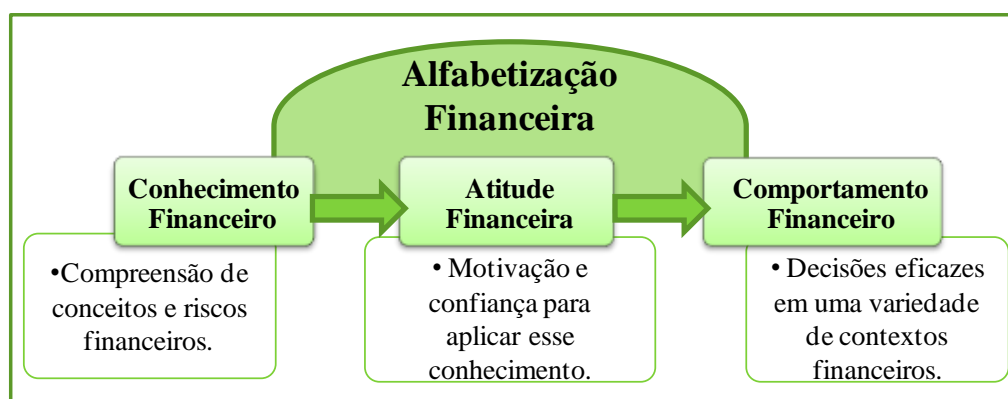 Alfabetização
Financeira
Conhecimento
Financeiro
Atitude
Financeira
Comportamento
Financeiro
•Compreensão de
conceitos e riscos
financeiros.
• Motivação e
confiança para
aplicar esse
conhecimento.
• Decisões eficazes
em uma variedade
de contextos
financeiros.